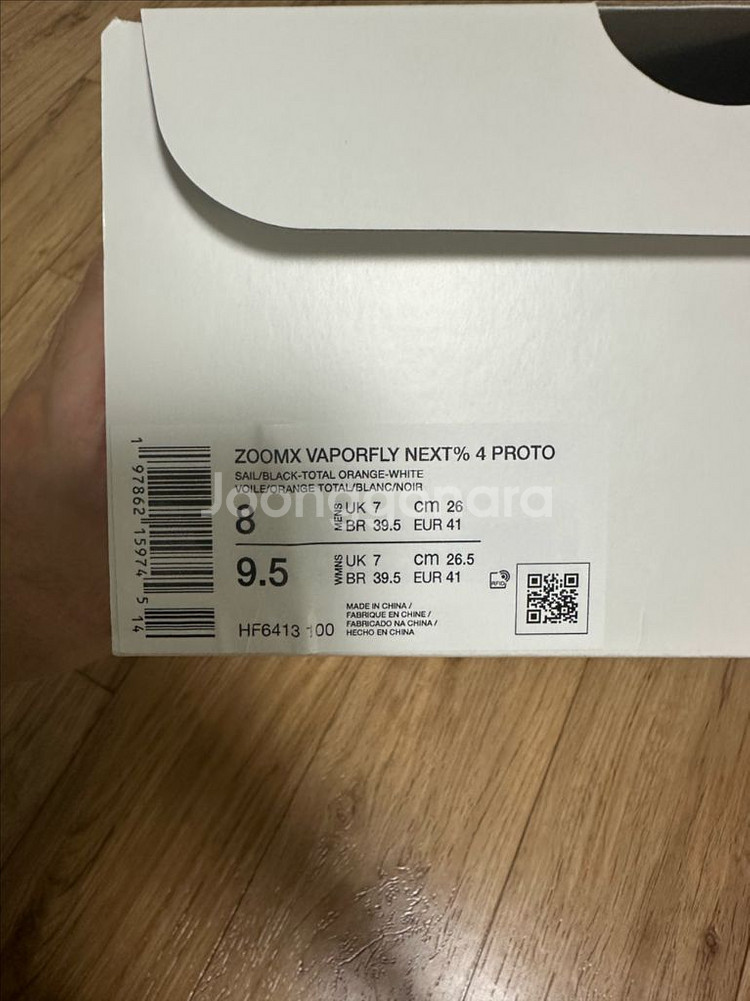 ZOOMX VAPORFLY NEXT% 4 PROTO
SAIL/BLACK-TOTAL ORANGE-WHITE
VOILE/ORANGE TOTAL/BLANC/NOIR
Joongonara
8 MENS UK 7 cm 26
BR 39.5 EUR 41
9.5 WMNS UK 7 cm 26.5
BR 39.5 EUR 41
RFID
HF6413 100
MADE IN CHINA /
FABRIQUE EN CHINE /
FABRICADO NA CHINA /
HECHO EN CHINA
1 97862 15974 5 14